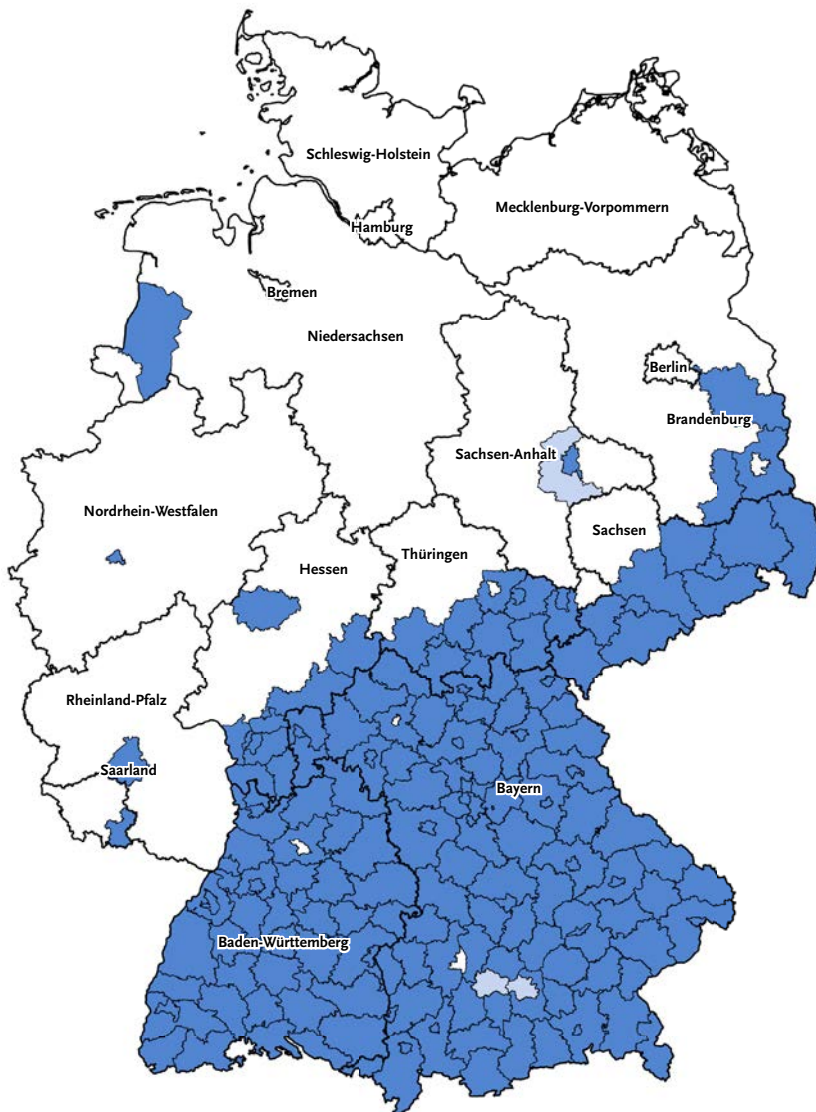 Schleswig-Holstein
Mecklenburg-Vorpommern
Hamburg
Bremen
Niedersachsen
Berlin
Brandenburg
Sachsen-Anhalt
Nordrhein-Westfalen
Sachsen
Thüringen
Hessen
Rheinland-Pfalz
Saarland
Bayern
Baden-Württemberg